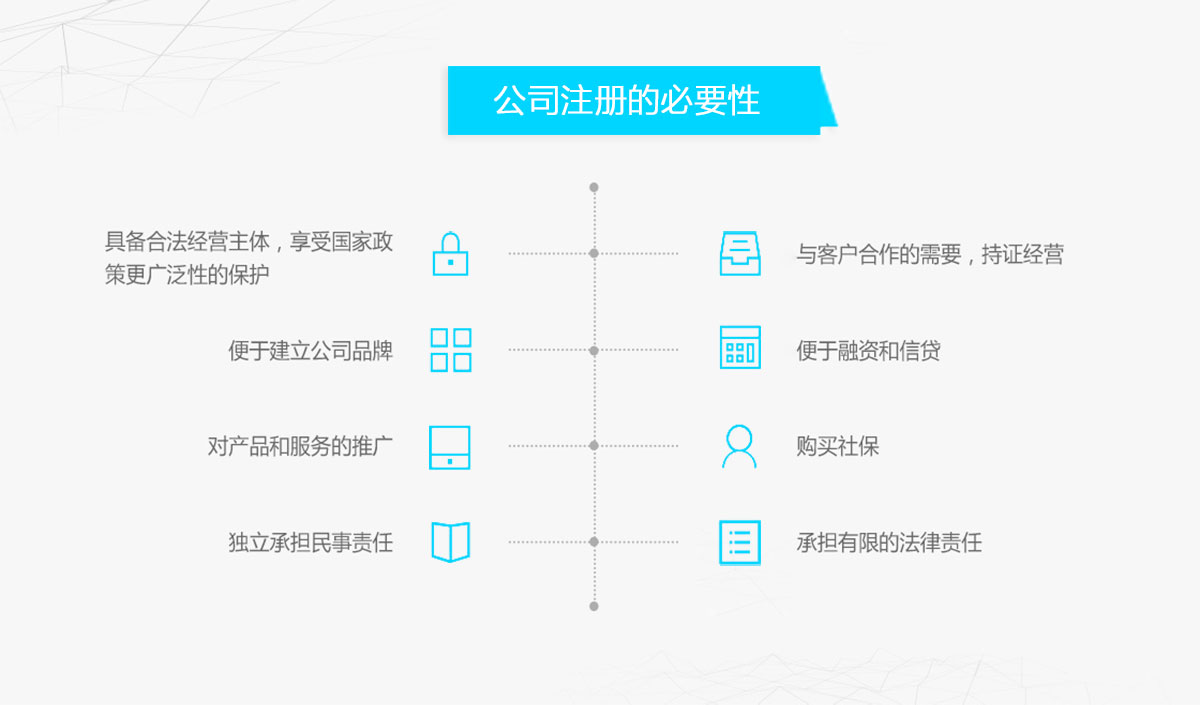 公司注册的必要性
具备合法经营主体，享受国家政
策更广泛性的保护
与客户合作的需要，持证经营
便于建立公司品牌
便于融资和信贷
对产品和服务的推广
购买社保
独立承担民事责任
承担有限的法律责任